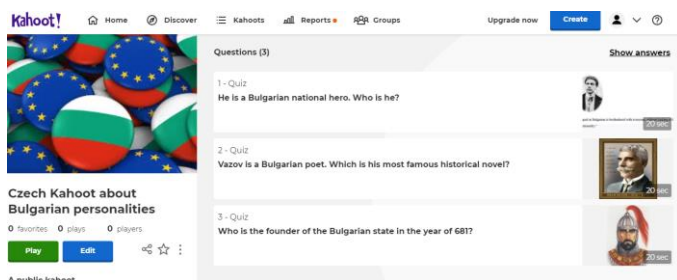 Kahoot! Home Discover Kahoots Reports Groups Upgrade now Create
Questions (3) Show answers
1 - Quiz
He is a Bulgarian national hero. Who is he?
20 sec
2 - Quiz
Vazov is a Bulgarian poet. Which is his most famous historical novel?
20 sec
3 - Quiz
Who is the founder of the Bulgarian state in the year of 681?
20 sec
Czech Kahoot about
Bulgarian personalities
0 favorites 0 plays 0 players
Play Edit
A public kahoot